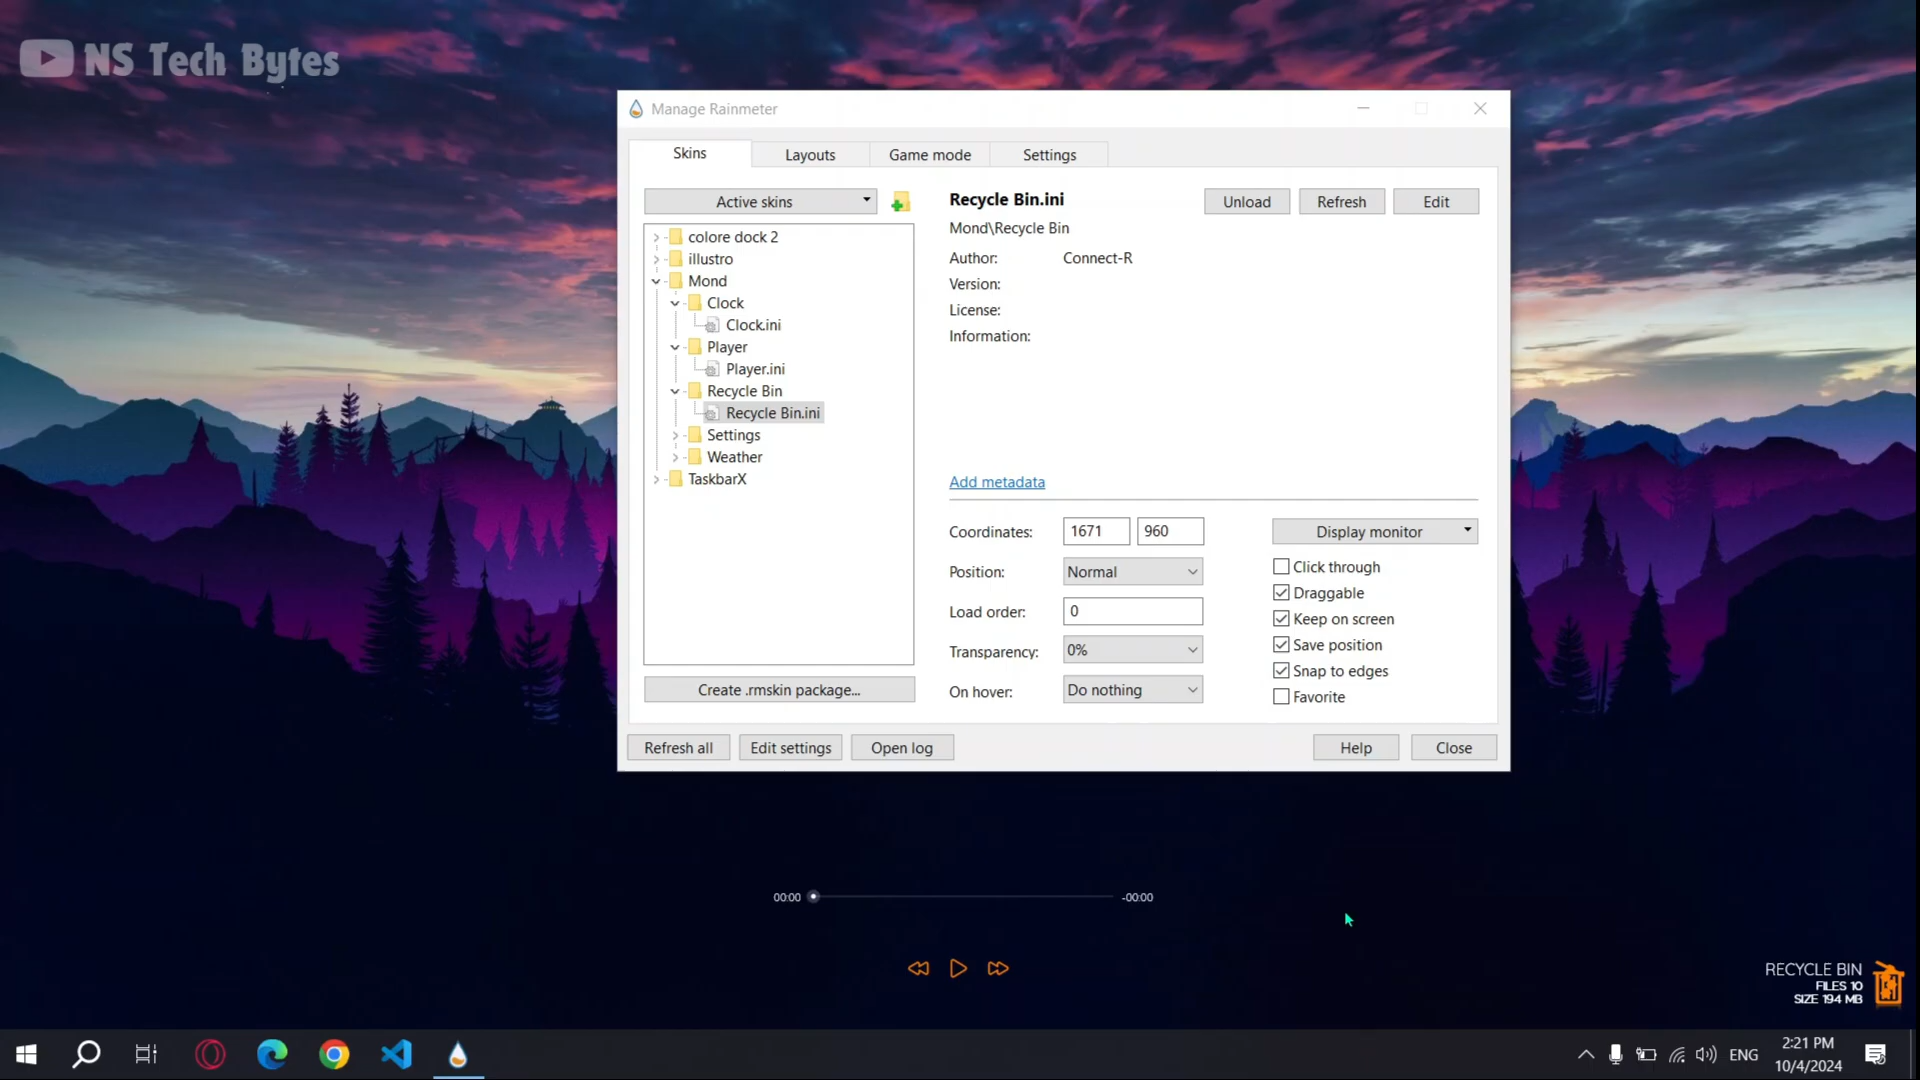 NS Tech Bytes
Manage Rainmeter
Skins
Layouts
Game mode
Settings
Active skins
colore dock 2
illustro
Mond
Clock
Clock.ini
Player
Player.ini
Recycle Bin
Recycle Bin.ini
Settings
Weather
TaskbarX
Create .rmskin package...
Recycle Bin.ini
Unload
Refresh
Edit
Mond\Recycle Bin
Author: Connect-R
Version:
License:
Information:
Add metadata
Coordinates: 1671 960
Position: Normal
Load order: 0
Transparency: 0%
On hover: Do nothing
Display monitor
Click through
Draggable
Keep on screen
Save position
Snap to edges
Favorite
Refresh all
Edit settings
Open log
Help
Close
00:00
-00:00
RECYCLE BIN
FILES 10
SIZE 194 MB
ENG
2:21 PM
10/4/2024